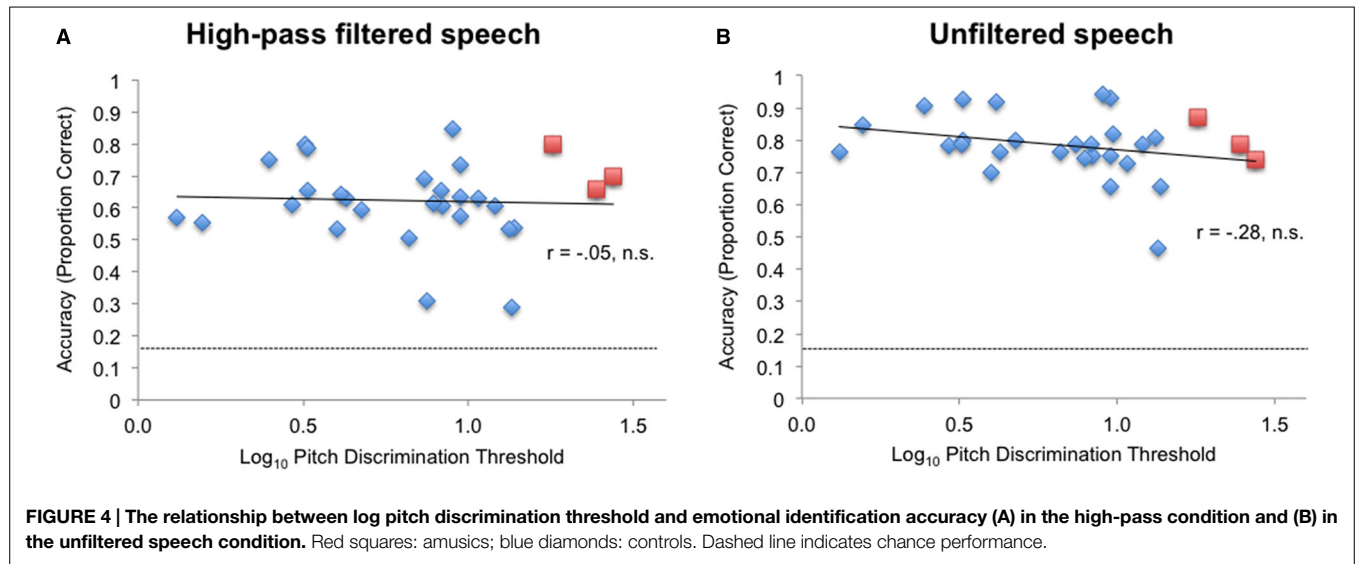 A
High-pass filtered speech
Accuracy (Proportion Correct)
1
0.9
0.8
0.7
0.6
0.5
0.4
0.3
0.2
0.1
0
r = -.05, n.s.
0.0 0.5 1.0 1.5
Log10 Pitch Discrimination Threshold
B
Unfiltered speech
Accuracy (Proportion Correct)
1
0.9
0.8
0.7
0.6
0.5
0.4
0.3
0.2
0.1
0
r = -.28, n.s.
0.0 0.5 1.0 1.5
Log10 Pitch Discrimination Threshold
FIGURE 4 | The relationship between log pitch discrimination threshold and emotional identification accuracy (A) in the high-pass condition and (B) in
the unfiltered speech condition. Red squares: amusics; blue diamonds: controls. Dashed line indicates chance performance.